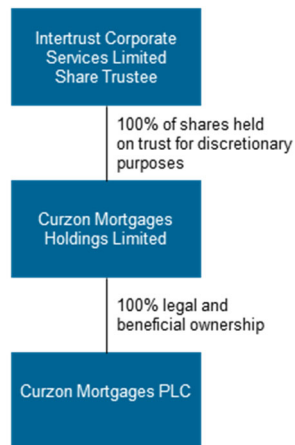 Intertrust Corporate
Services Limited
Share Trustee
100% of shares held
on trust for discretionary
purposes
Curzon Mortgages
Holdings Limited
100% legal and
beneficial ownership
Curzon Mortgages PLC